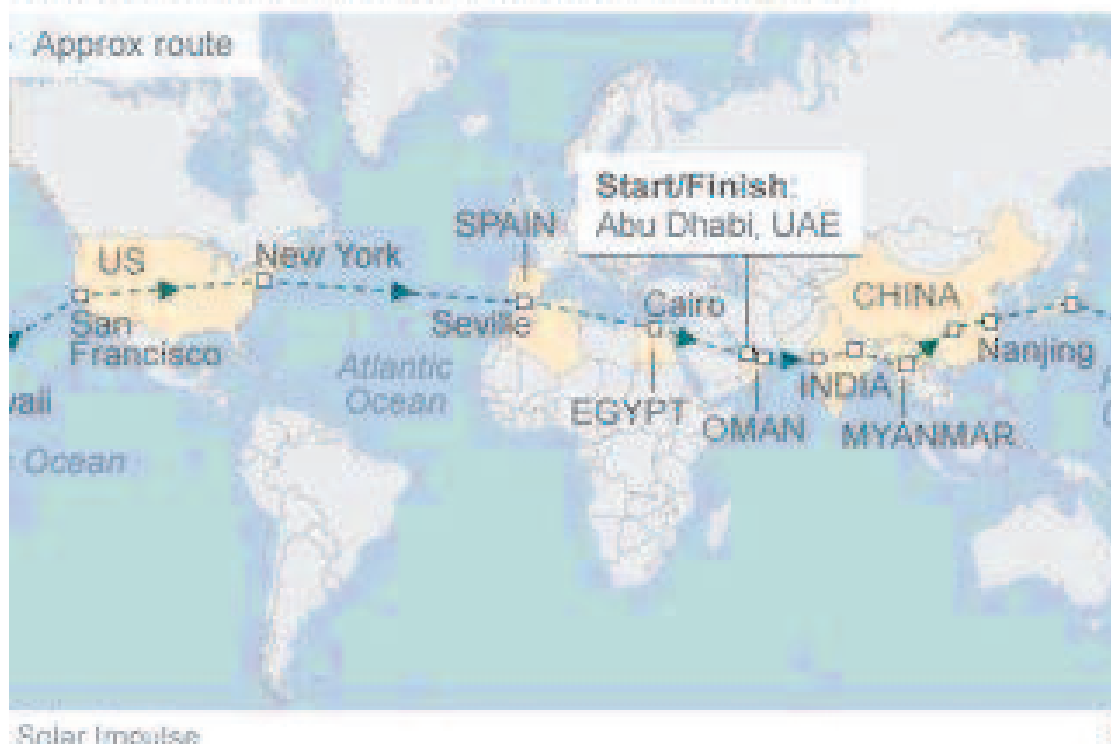 Approx route
Start/Finish:
Abu Dhabi, UAE
SPAIN
US
New York
CHINA
Cairo
San
Francisco
Seville
Nanjing
Atlantic
Ocean
INDIA
EGYPT
OMAN
MYANMAR
Ocean
Solar Impulse